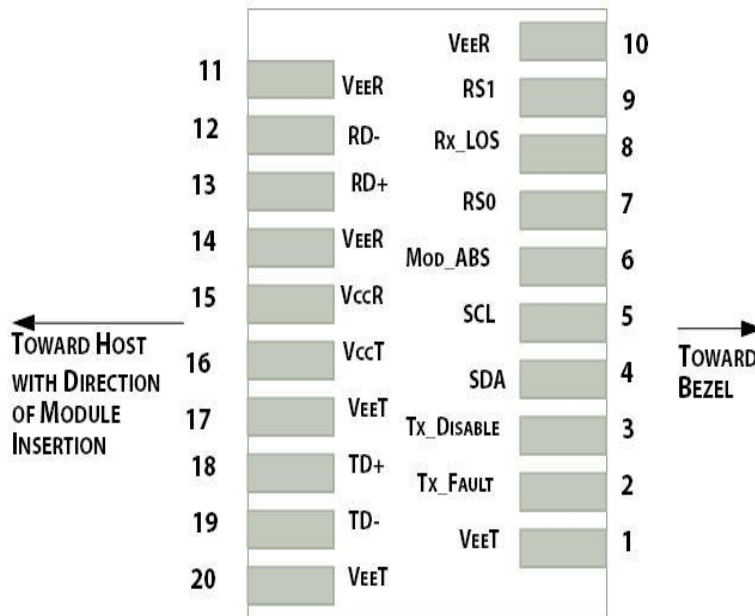 11 VEER
12 RD-
13 RD+
14 VEER
15 VCCR
16 VCCT
17 VEET
18 TD+
19 TD-
20 VEET
VEER 10
RS1 9
RX_LOS 8
RS0 7
MOD_ABS 6
SCL 5
SDA 4
TX_DISABLE 3
TX_FAULT 2
VEET 1
TOWARD HOST
WITH DIRECTION
OF MODULE
INSERTION
TOWARD
BEZEL